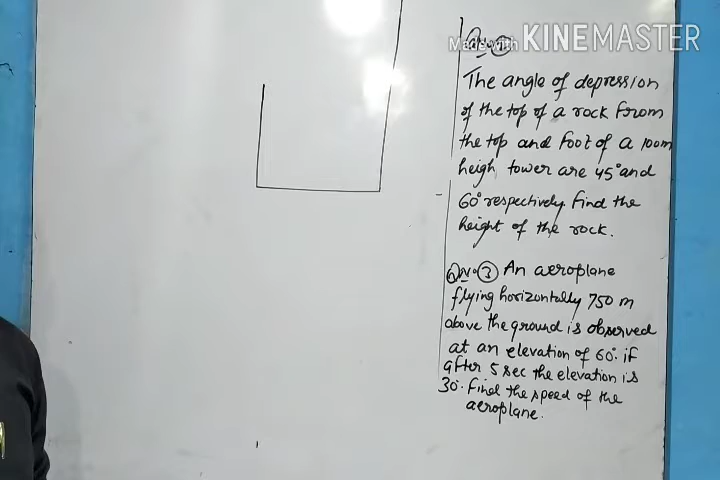 Made with KINEMASTER
The angle of depression
of the top of a rock from
the top and foot of a 100m
heigh tower are 45° and
60° respectively find the
height of the rock.
QN° 3 An aeroplane
flying horizontally 750 m
above the ground is observed
at an elevation of 60°. if
after 5 sec the elevation is
30°. find the speed of the
aeroplane.